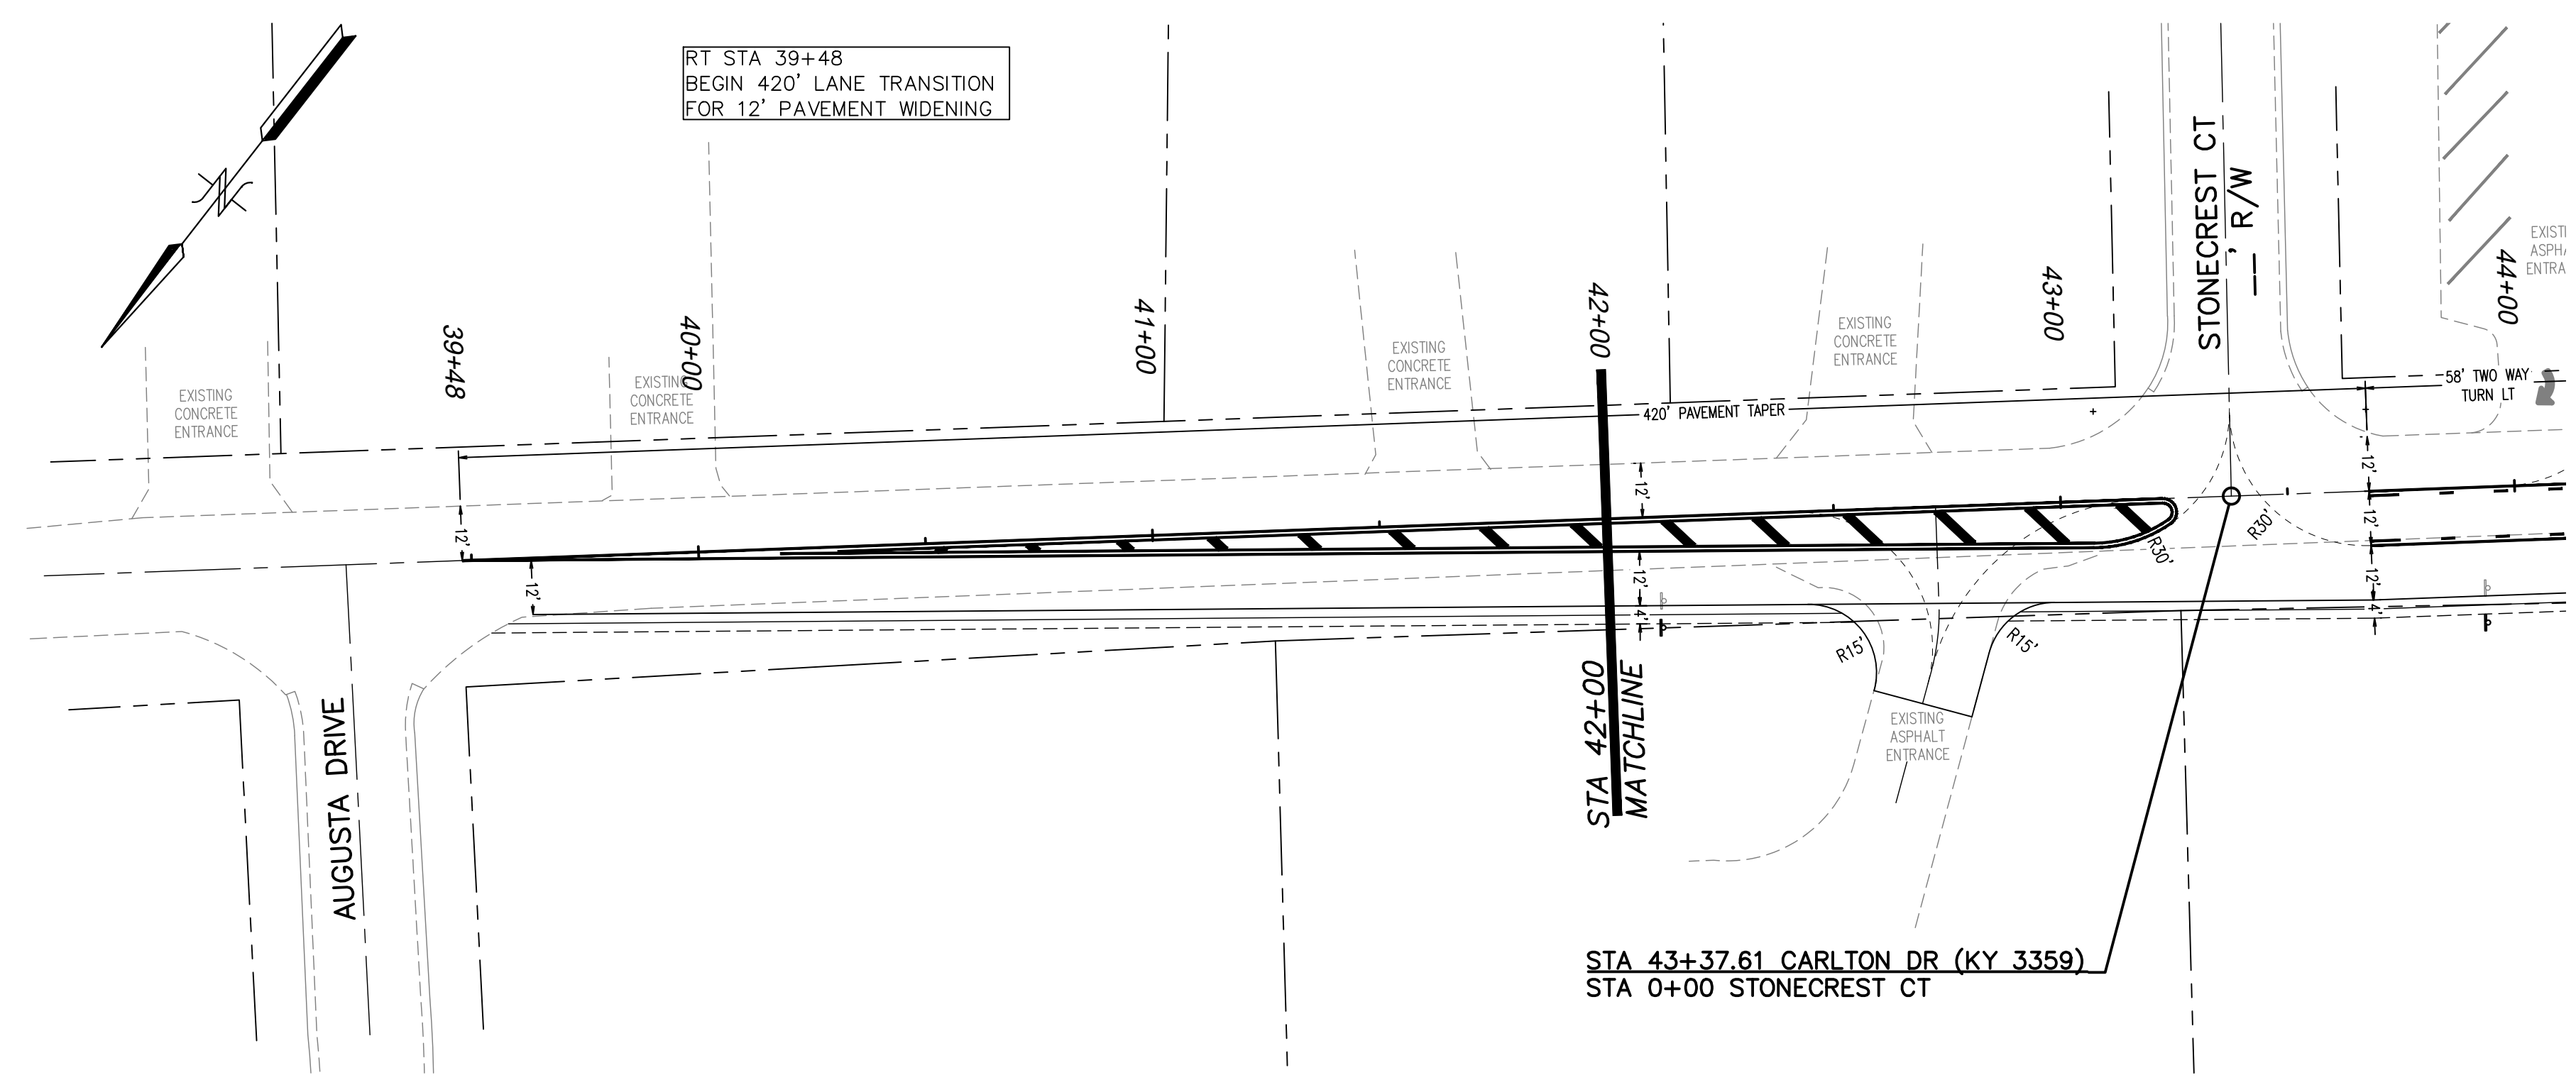 RT STA 39+48
BEGIN 420' LANE TRANSITION
FOR 12' PAVEMENT WIDENING
N
STONECREST CT
__' R/W
39+48
40+00
41+00
42+00
43+00
44+00
EXISTING
CONCRETE
ENTRANCE
EXISTING
CONCRETE
ENTRANCE
EXISTING
CONCRETE
ENTRANCE
EXISTING
CONCRETE
ENTRANCE
420' PAVEMENT TAPER
58' TWO WAY
TURN LT
12'
12'
12'
12'
4'
12'
12'
12'
4'
R30'
R30'
R15'
R15'
EXISTING
ASPHALT
ENTRANCE
AUGUSTA DRIVE
STA 42+00
MATCHLINE
STA 43+37.61 CARLTON DR (KY 3359)
STA 0+00 STONECREST CT